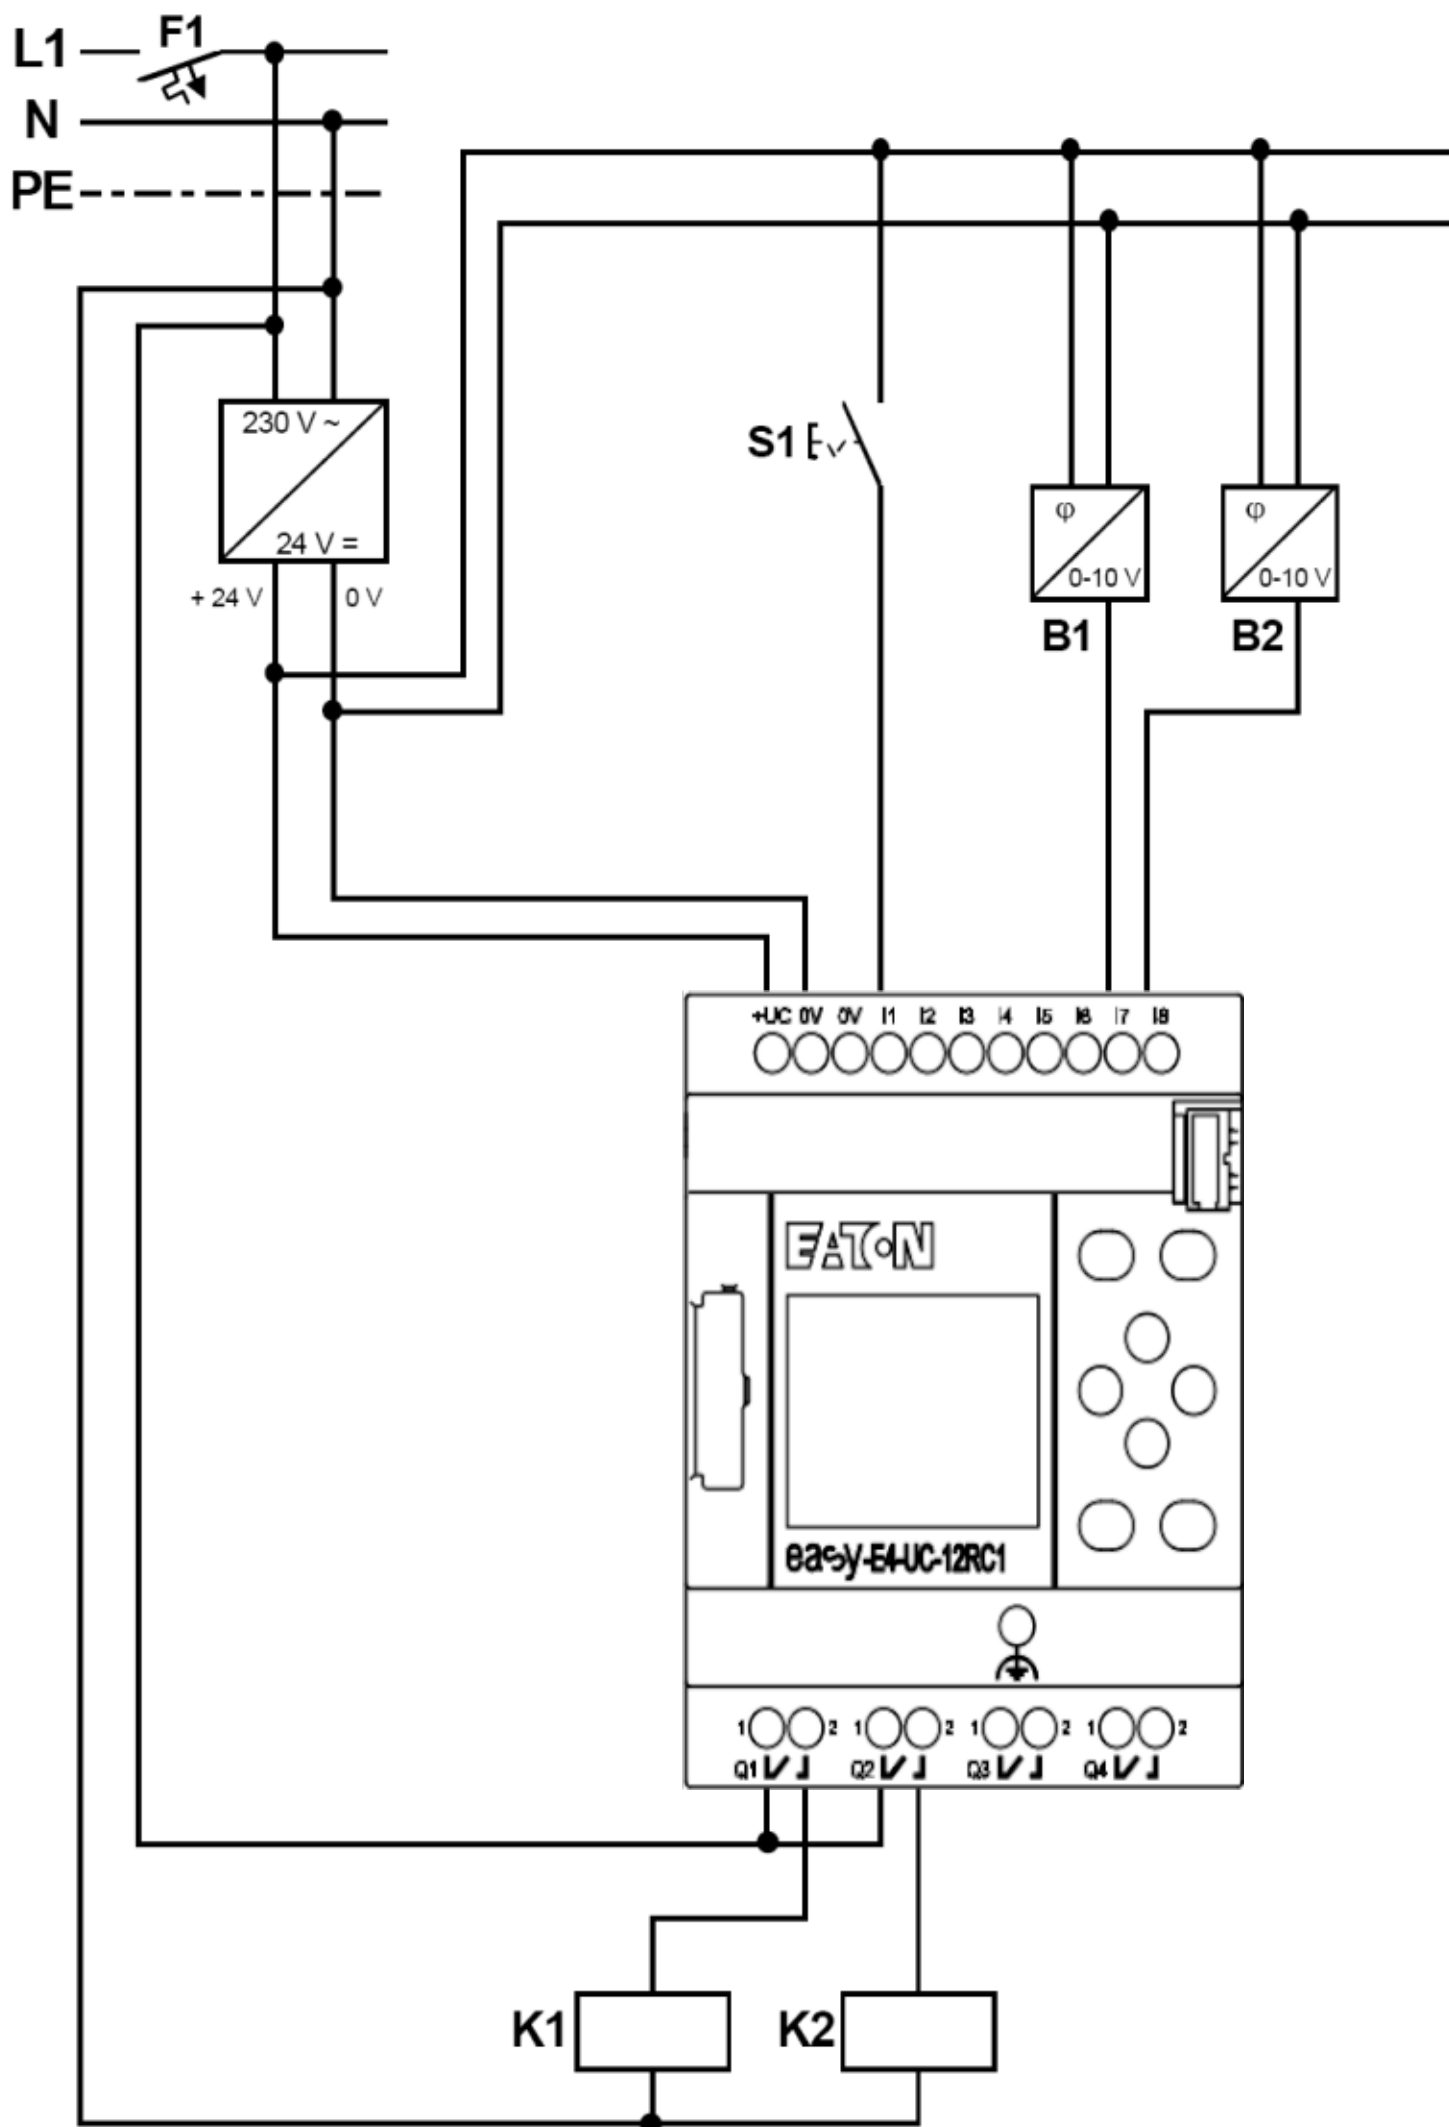 F1
L1
N
PE
230 V ~
24 V =
+ 24 V
0 V
S1
φ
0-10 V
B1
φ
0-10 V
B2
+UC 0V 0V I1 I2 I3 I4 I5 I6 I7 I8
EATON
easy-E4-UC-12RC1
1 2 1 2 1 2 1 2
Q1 Q2 Q3 Q4
K1
K2